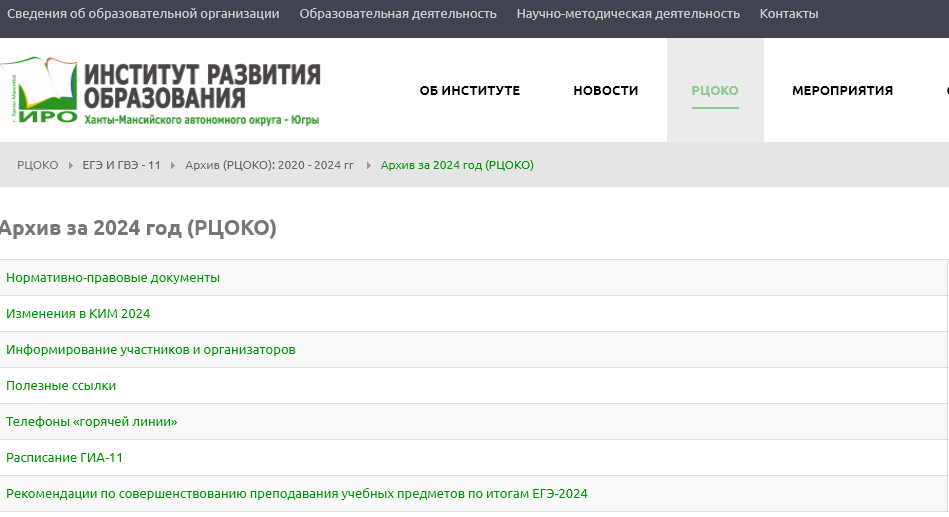 Сведения об образовательной организации Образовательная деятельность Научно-методическая деятельность Контакты
ИНСТИТУТ РАЗВИТИЯ
ОБРАЗОВАНИЯ
г. Ханты-Мансийск
ИРО
Ханты-Мансийского автономного округа - Югры
ОБ ИНСТИТУТЕ НОВОСТИ РЦОКО МЕРОПРИЯТИЯ
РЦОКО ЕГЭ И ГВЭ - 11 Архив (РЦОКО): 2020 - 2024 гг Архив за 2024 год (РЦОКО)
Архив за 2024 год (РЦОКО)
Нормативно-правовые документы
Изменения в КИМ 2024
Информирование участников и организаторов
Полезные ссылки
Телефоны «горячей линии»
Расписание ГИА-11
Рекомендации по совершенствованию преподавания учебных предметов по итогам ЕГЭ-2024